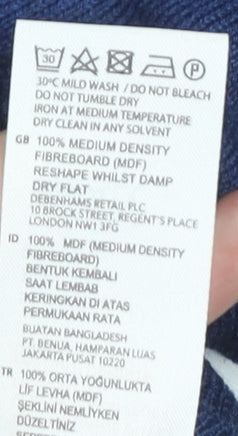 30
P
30°C MILD WASH / DO NOT BLEACH
DO NOT TUMBLE DRY
IRON AT MEDIUM TEMPERATURE
DRY CLEAN IN ANY SOLVENT
GB 100% MEDIUM DENSITY
FIBREBOARD (MDF)
RESHAPE WHILST DAMP
DRY FLAT
DEBENHAMS RETAIL PLC
10 BROCK STREET, REGENT'S PLACE
LONDON NW1 3FG
ID 100% MDF (MEDIUM DENSITY
FIBREBOARD)
BENTUK KEMBALI
SAAT LEMBAB
KERINGKAN DI ATAS
PERMUKAAN RATA
BUATAN BANGLADESH
PT. BENUA, HAMPARAN LUAS
JAKARTA PUSAT 10220
TR 100% ORTA YOĞUNLUKTA
LİF LEVHA (MDF)
ŞEKLİNİ NEMLİYKEN
DÜZELTİNİZ